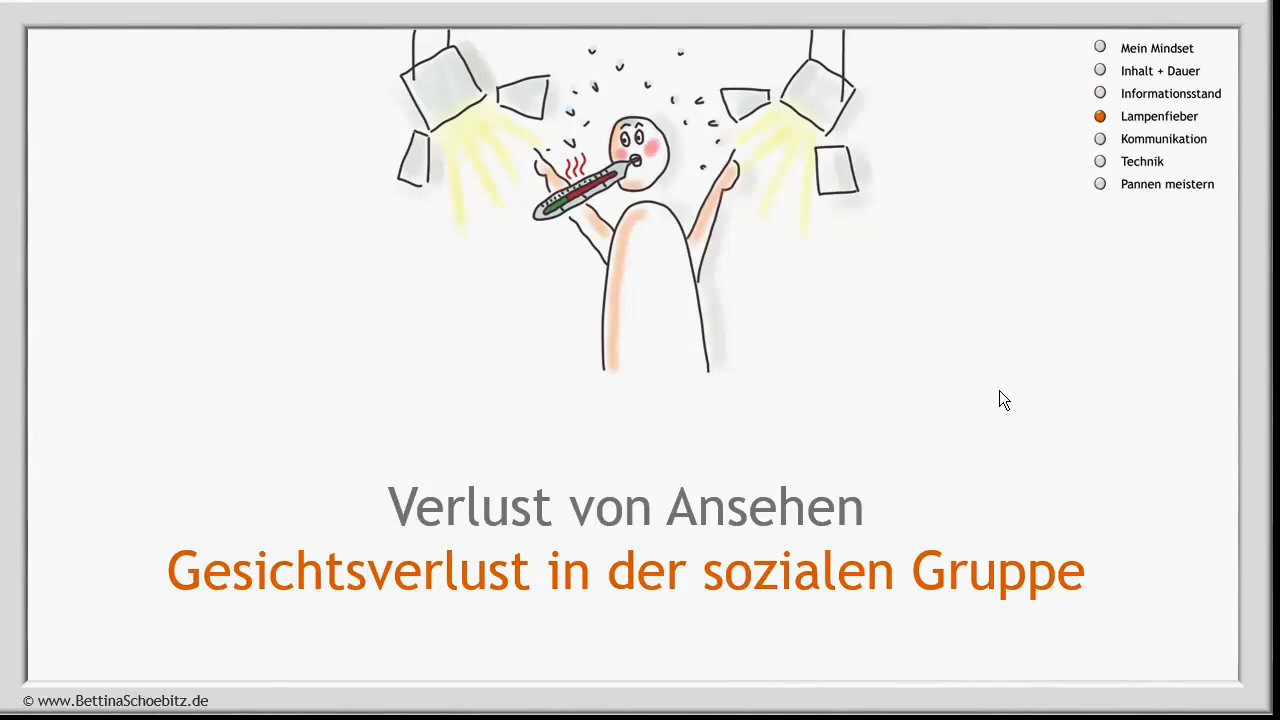 Mein Mindset
Inhalt + Dauer
Informationsstand
Lampenfieber
Kommunikation
Technik
Pannen meistern
Verlust von Ansehen
Gesichtsverlust in der sozialen Gruppe
© www.BettinaSchoebitz.de